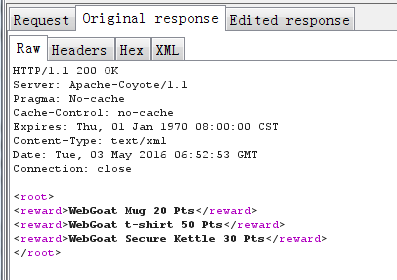 Request Original response Edited response
Raw Headers Hex XML
HTTP/1.1 200 OK
Server: Apache-Coyote/1.1
Pragma: No-cache
Cache-Control: no-cache
Expires: Thu, 01 Jan 1970 08:00:00 CST
Content-Type: text/xml
Date: Tue, 03 May 2016 06:52:53 GMT
Connection: close
<root>
<reward>WebGoat Mug 20 Pts</reward>
<reward>WebGoat t-shirt 50 Pts</reward>
<reward>WebGoat Secure Kettle 30 Pts</reward>
</root>